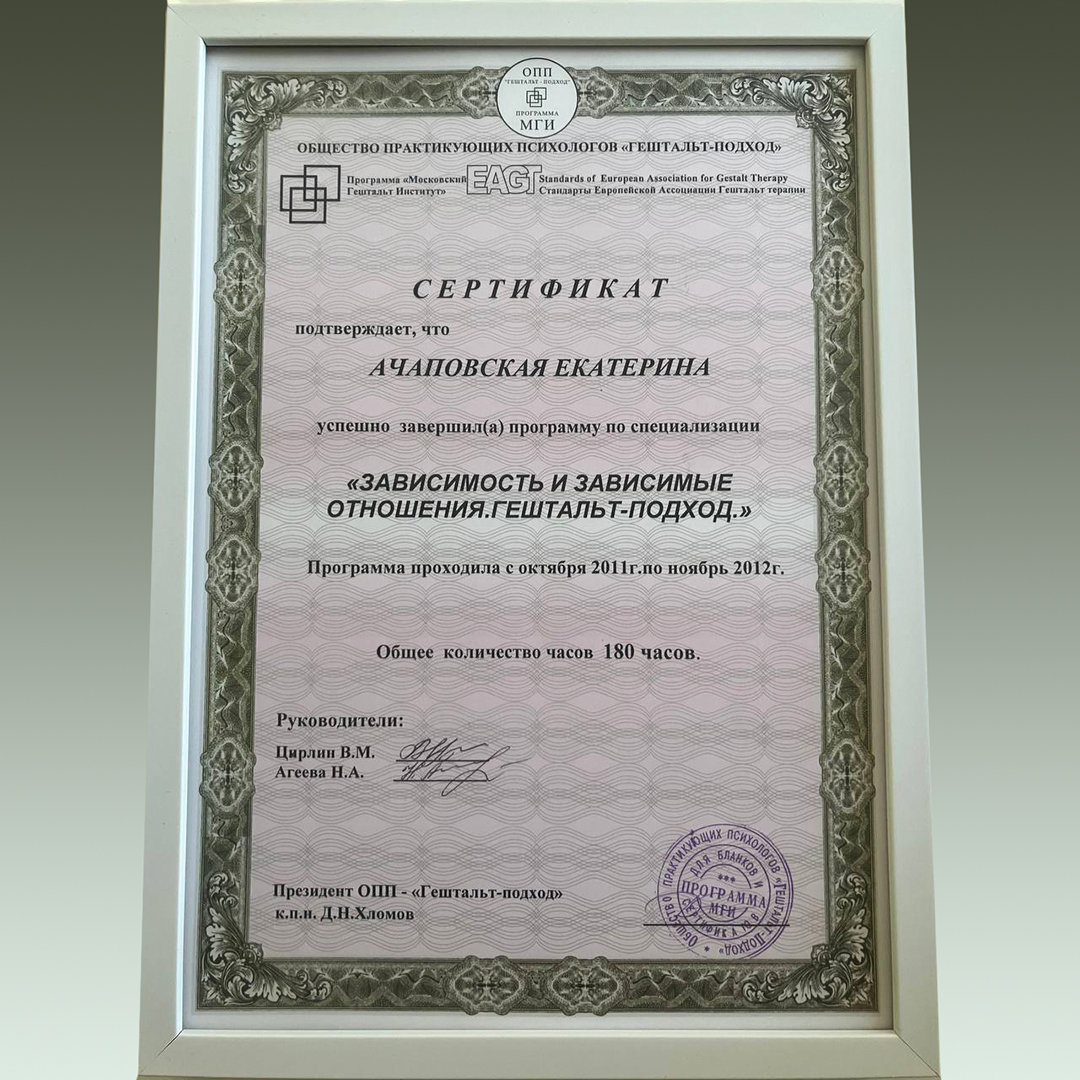 ОПП
"ГЕШТАЛЬТ - ПОДХОД"
ПРОГРАММА
МГИ
ОБЩЕСТВО ПРАКТИКУЮЩИХ ПСИХОЛОГОВ «ГЕШТАЛЬТ-ПОДХОД»
Программа «Московский
Гештальт Институт»
EAGT
Standards of European Association for Gestalt Therapy
Стандарты Европейской Ассоциации Гештальт терапии
СЕРТИФИКАТ
подтверждает, что
АЧАПОВСКАЯ ЕКАТЕРИНА
успешно завершил(а) программу по специализации
«ЗАВИСИМОСТЬ И ЗАВИСИМЫЕ
ОТНОШЕНИЯ.ГЕШТАЛЬТ-ПОДХОД.»
Программа проходила с октября 2011г.по ноябрь 2012г.
Общее количество часов 180 часов.
Руководители:
Цирлин В.М.
Агеева Н.А.
Президент ОПП - «Гештальт-подход»
к.п.н. Д.Н.Хломов
ОБЩЕСТВО ПРАКТИКУЮЩИХ ПСИХОЛОГОВ «ГЕШТАЛЬТ-ПОДХОД»
ДЛЯ БЛАНКОВ И
СЕРТИФИКАТОВ
ПРОГРАММА
МГИ